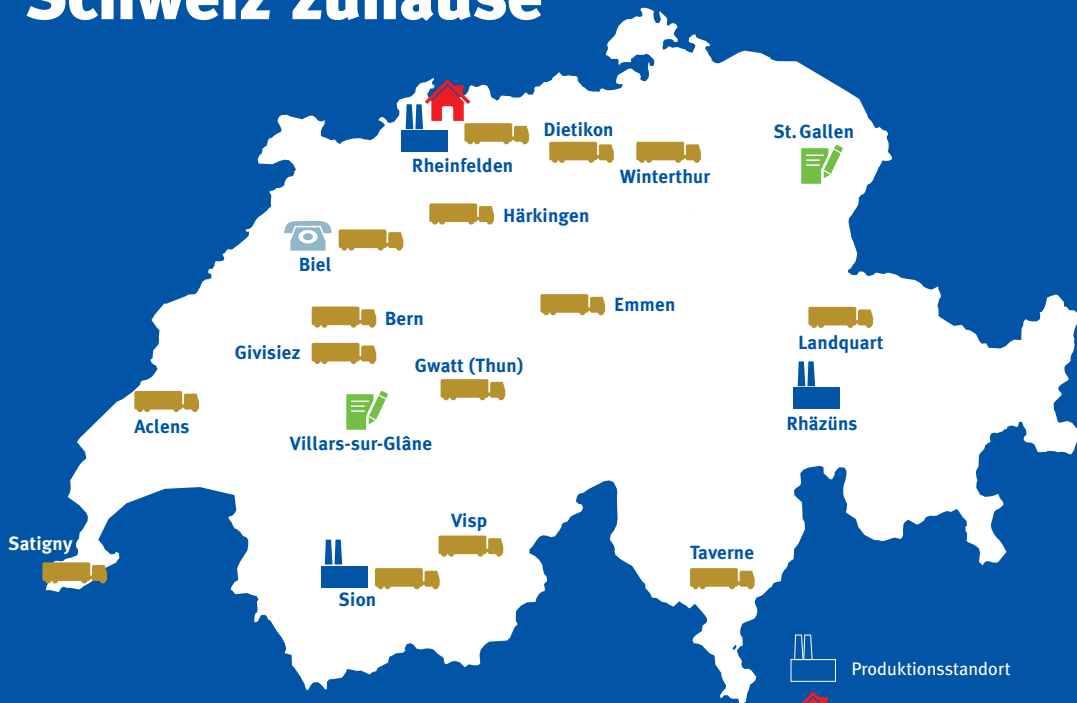 Schweiz zuhause
Dietikon
St. Gallen
Rheinfelden
Winterthur
Härkingen
Biel
Emmen
Bern
Landquart
Givisiez
Gwatt (Thun)
Aclens
Rhäzüns
Villars-sur-Glâne
Visp
Satigny
Taverne
Sion
Produktionsstandort